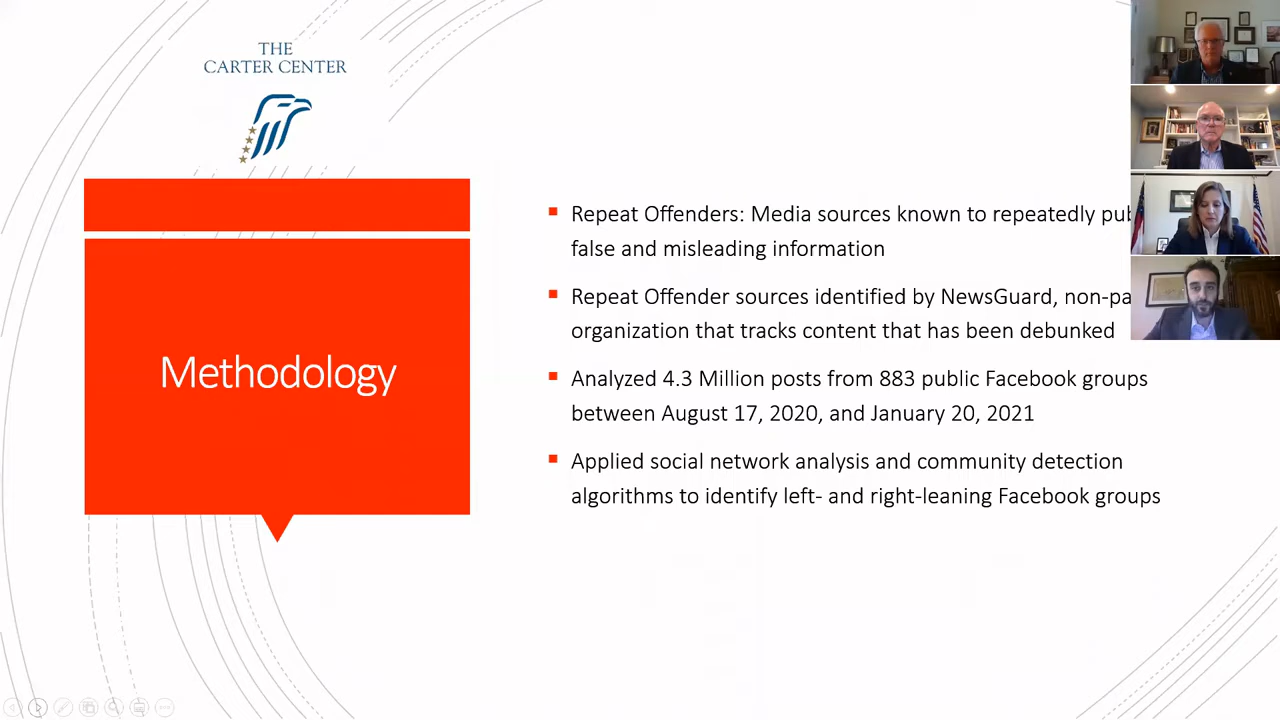 THE
CARTER CENTER
Methodology
Repeat Offenders: Media sources known to repeatedly
false and misleading information
Repeat Offender sources identified by NewsGuard,
organization that tracks content that has been debunked
Analyzed 4.3 Million posts from 883 public Facebook groups
between August 17, 2020, and January 20, 2021
Applied social network analysis and community detection
algorithms to identify left- and right-leaning Facebook groups